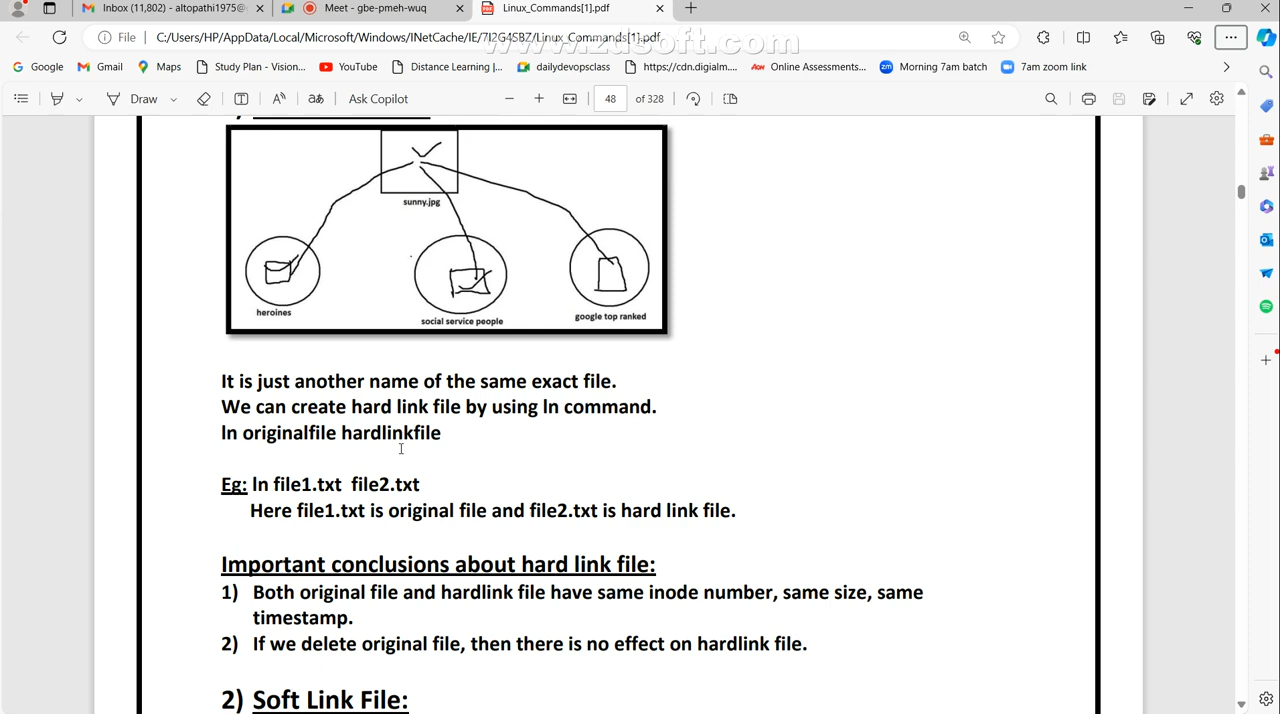 Inbox (11,802) - altopathi1975@
Meet - gbe-pmeh-wuq
Linux_Commands[1].pdf
File
C:/Users/HP/AppData/Local/Microsoft/Windows/INetCache/IE/7I2G4SBZ/Linux_Commands[1].pdf
www.zdsoft.com
Google
Gmail
Maps
Study Plan - Vision...
YouTube
Distance Learning |...
dailydevopsclass
https://cdn.digialm....
Online Assessments...
Morning 7am batch
7am zoom link
Draw
aあ
Ask Copilot
48 of 328
sunny.jpg
heroines
social service people
google top ranked
It is just another name of the same exact file.
We can create hard link file by using ln command.
ln originalfile hardlinkfile
Eg: ln file1.txt file2.txt
Here file1.txt is original file and file2.txt is hard link file.
Important conclusions about hard link file:
1) Both original file and hardlink file have same inode number, same size, same
timestamp.
2) If we delete original file, then there is no effect on hardlink file.
2) Soft Link File: